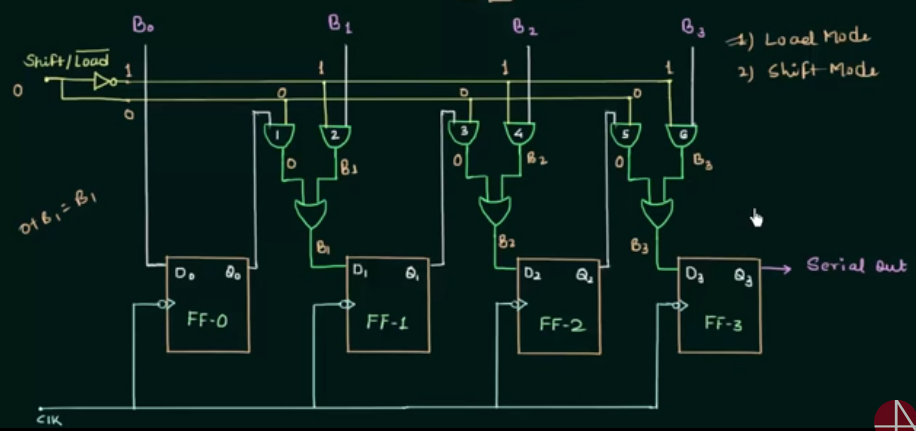 B₀ B₁ B₂ B₃
1) Load Mode
2) Shift Mode
Shift/L̅o̅a̅d̅
0 1 1 1 1
0 0 0 0
1 2 3 4 5 6
0 B₁ 0 B₂ 0 B₃
0+B₁=B₁
B₁ B₂ B₃
D₀ Q₀ D₁ Q₁ D₂ Q₂ D₃ Q₃ Serial Out
FF-0 FF-1 FF-2 FF-3
CLK